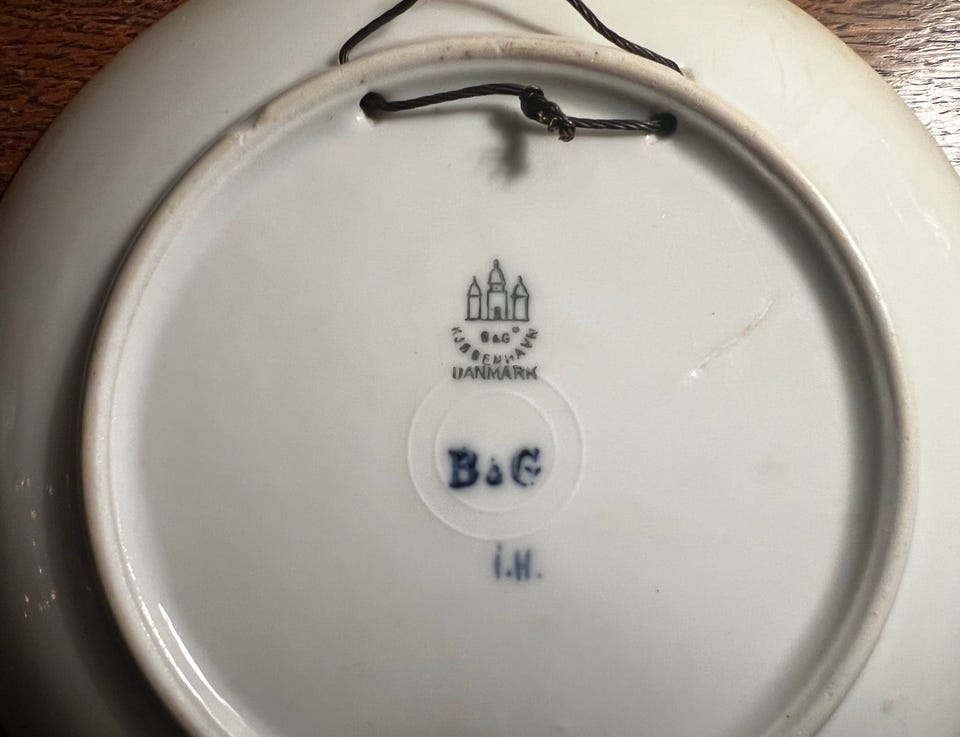 B&G
KJØBENHAVN
DANMARK
B&G
i.H.